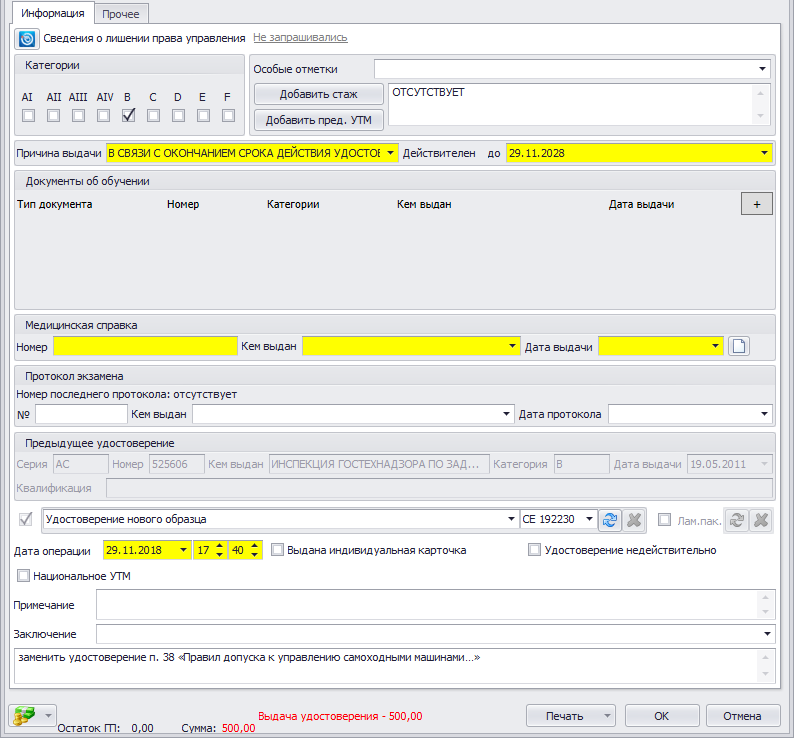 Информация Прочее
Сведения о лишении права управления Не запрашивались
Категории
AI AII AIII AIV B C D E F
Особые отметки
Добавить стаж ОТСУТСТВУЕТ
Добавить пред. УТМ
Причина выдачи В СВЯЗИ С ОКОНЧАНИЕМ СРОКА ДЕЙСТВИЯ УДОСТОВ Действителен до 29.11.2028
Документы об обучении
Тип документа Номер Категории Кем выдан Дата выдачи +
Медицинская справка
Номер Кем выдан Дата выдачи
Протокол экзамена
Номер последнего протокола: отсутствует
№ Кем выдан Дата протокола
Предыдущее удостоверение
Серия АС Номер 525606 Кем выдан ИНСПЕКЦИЯ ГОСТЕХНАДЗОРА ПО ЗАД... Категория В Дата выдачи 19.05.2011
Квалификация
Удостоверение нового образца СЕ 192230 Лам.пак.
Дата операции 29.11.2018 17 40 Выдана индивидуальная карточка Удостоверение недействительно
Национальное УТМ
Примечание
Заключение
заменить удостоверение п. 38 «Правил допуска к управлению самоходными машинами...»
Выдача удостоверения - 500,00 Печать ОК Отмена
Остаток ГП: 0,00 Сумма: 500,00